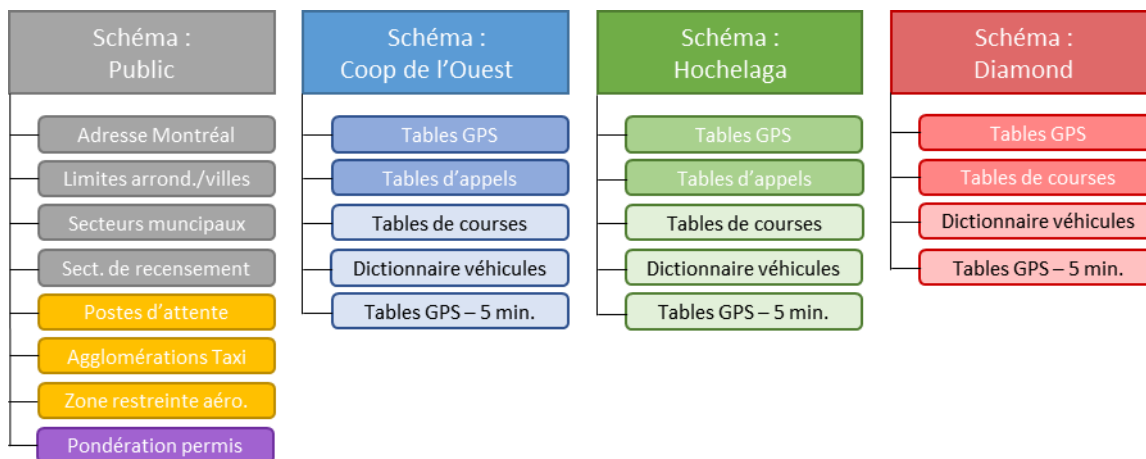 Schéma :
Public
Adresse Montréal
Limites arrond./villes
Secteurs muncipaux
Sect. de recensement
Postes d'attente
Agglomérations Taxi
Zone restreinte aéro.
Pondération permis
Schéma :
Coop de l'Ouest
Tables GPS
Tables d'appels
Tables de courses
Dictionnaire véhicules
Tables GPS – 5 min.
Schéma :
Hochelaga
Tables GPS
Tables d'appels
Tables de courses
Dictionnaire véhicules
Tables GPS – 5 min.
Schéma :
Diamond
Tables GPS
Tables de courses
Dictionnaire véhicules
Tables GPS – 5 min.